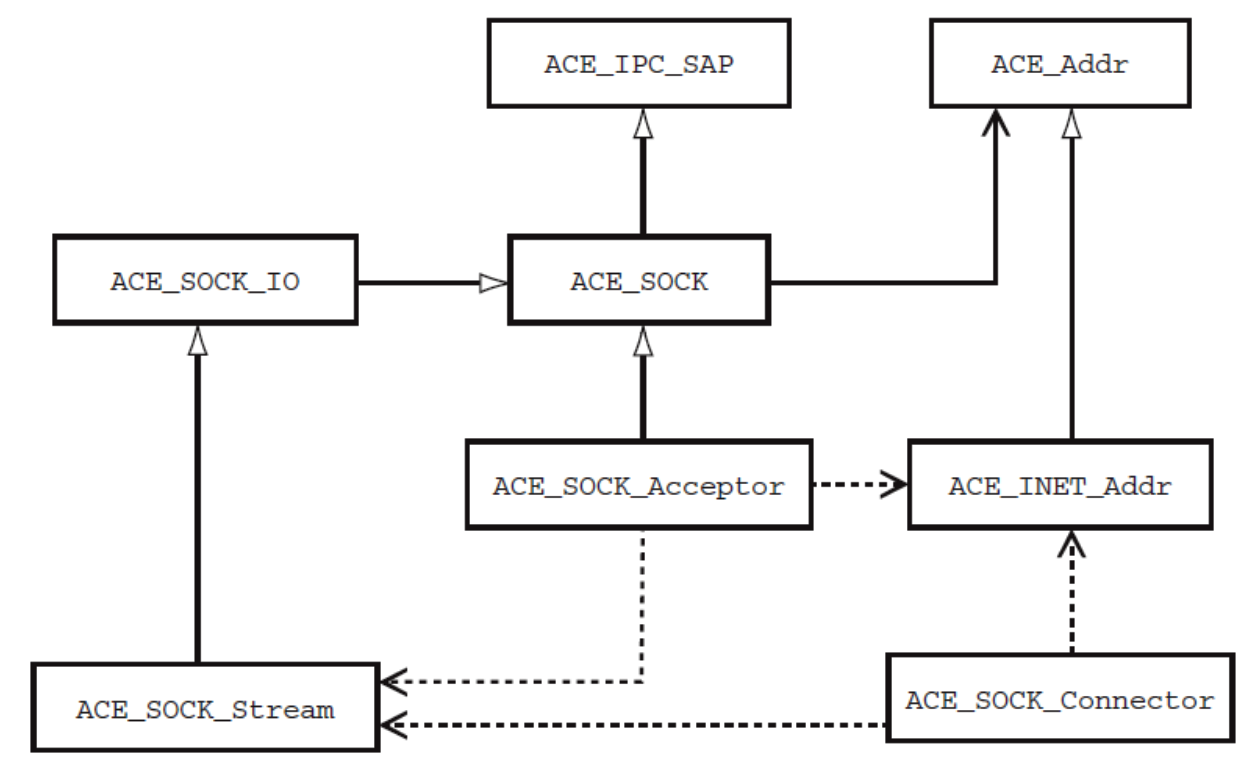 ACE_IPC_SAP
ACE_Addr
ACE_SOCK_IO
ACE_SOCK
ACE_SOCK_Acceptor
ACE_INET_Addr
ACE_SOCK_Stream
ACE_SOCK_Connector